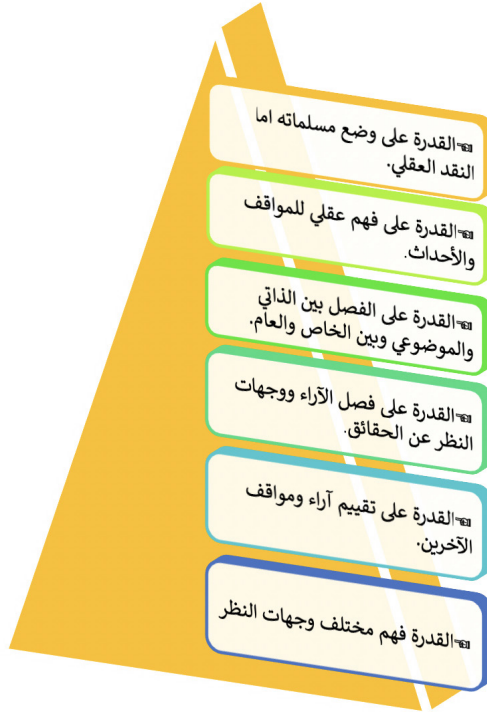 ☜القدرة على وضع مسلماته اما
النقد العقلي.
☜القدرة على فهم عقلي للمواقف
والأحداث.
☜القدرة على الفصل بين الذاتي
والموضوعي وبين الخاص والعام.
☜القدرة على فصل الآراء ووجهات
النظر عن الحقائق.
☜القدرة على تقييم آراء ومواقف
الآخرين.
☜القدرة فهم مختلف وجهات النظر